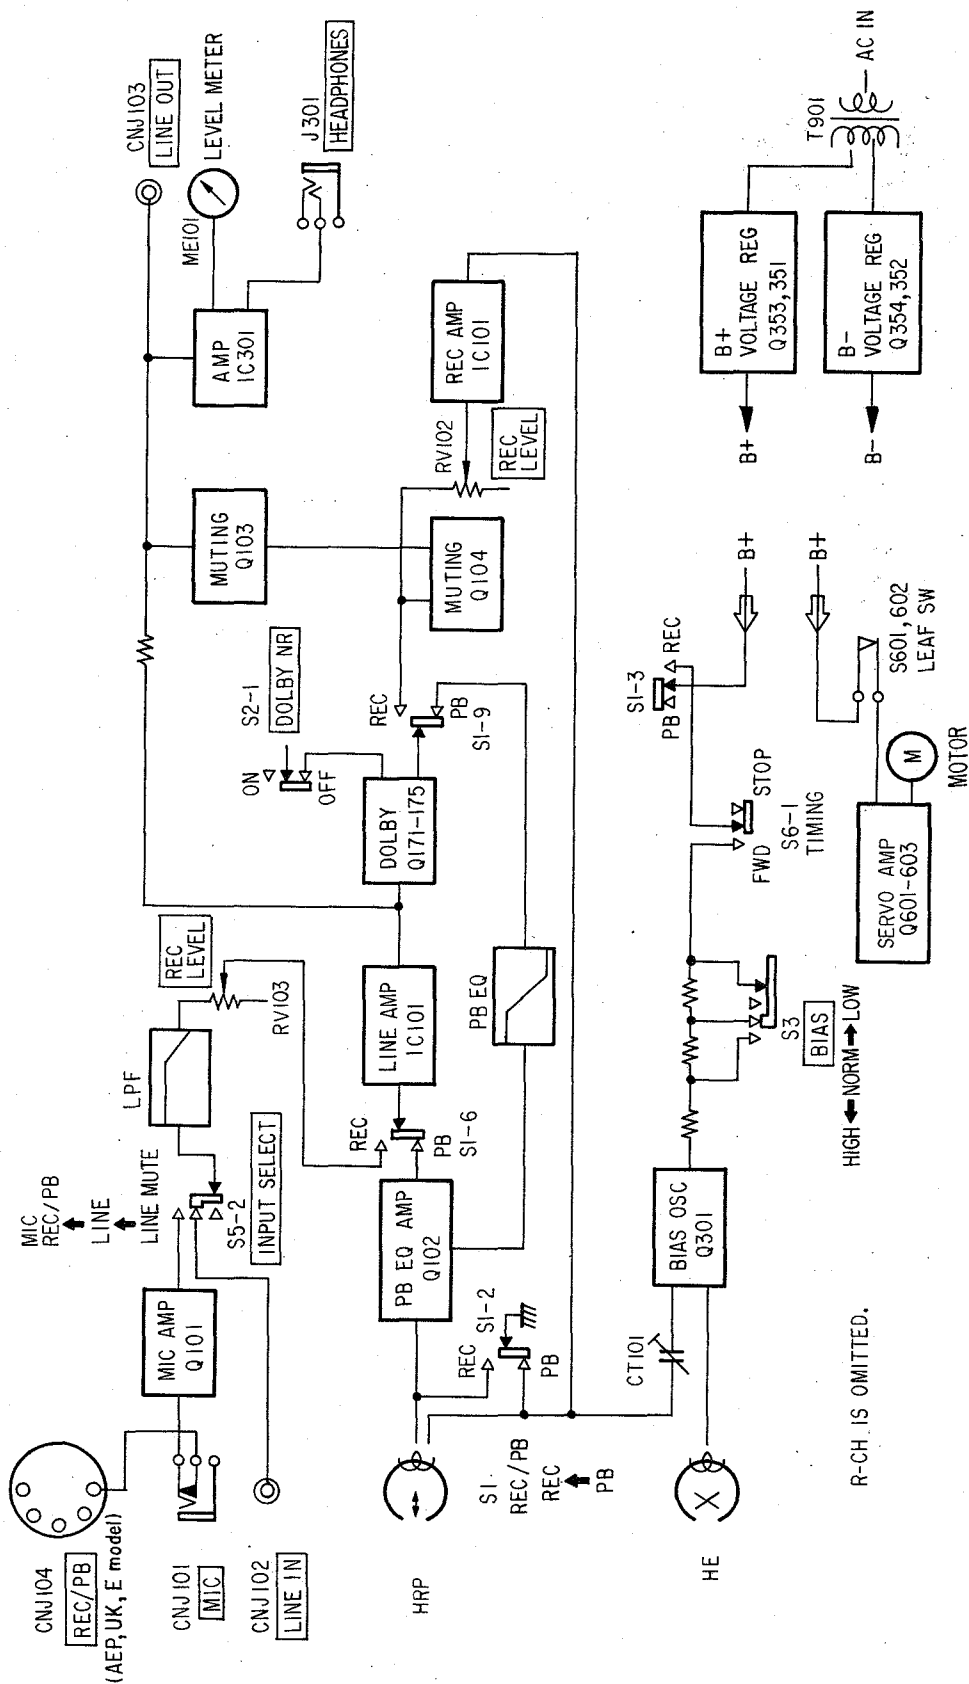 CNJ104
REC/PB
(AEP, UK, E model)
CNJ101
MIC
CNJ102
LINE IN
MIC AMP
Q101
MIC
REC/PB
LINE
LINE MUTE
S5-2
INPUT SELECT
LPF
REC
LEVEL
RV103
CNJ103
LINE OUT
ME101
LEVEL METER
J301
HEADPHONES
AMP
IC301
MUTING
Q103
S2-1
DOLBY NR
ON
OFF
HRP
PB EQ AMP
Q102
REC
PB
S1-6
LINE AMP
IC101
DOLBY
Q171-175
REC
PB
S1-9
MUTING
Q104
RV102
REC
LEVEL
REC AMP
IC101
REC
S1-2
PB
PB EQ
S1
REC/PB
REC
PB
HE
CT101
BIAS OSC
Q301
S3
BIAS
HIGH
NORM
LOW
FWD
STOP
S6-1
TIMING
S1-3
PB
REC
B+
B+
S601,602
LEAF SW
SERVO AMP
Q601-603
M
MOTOR
B+
B+
VOLTAGE REG
Q353,351
B-
B-
VOLTAGE REG
Q354,352
T901
AC IN
R-CH IS OMITTED.